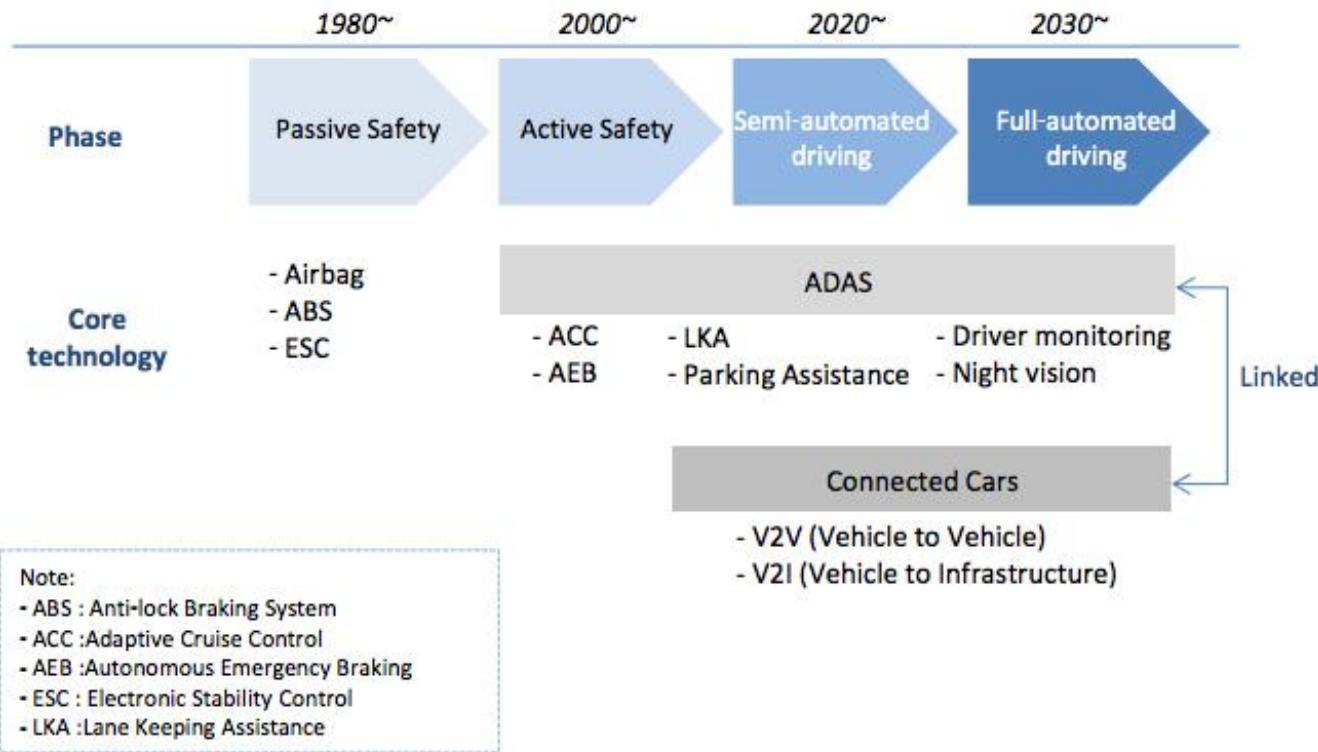 1980~ 2000~ 2020~ 2030~
Phase
Passive Safety
Active Safety
Semi-automated
driving
Full-automated
driving
Core
technology
- Airbag
- ABS
- ESC
ADAS
- ACC
- AEB
- LKA
- Parking Assistance
- Driver monitoring
- Night vision
Linked
Connected Cars
- V2V (Vehicle to Vehicle)
- V2I (Vehicle to Infrastructure)
Note:
- ABS : Anti-lock Braking System
- ACC :Adaptive Cruise Control
- AEB :Autonomous Emergency Braking
- ESC : Electronic Stability Control
- LKA :Lane Keeping Assistance